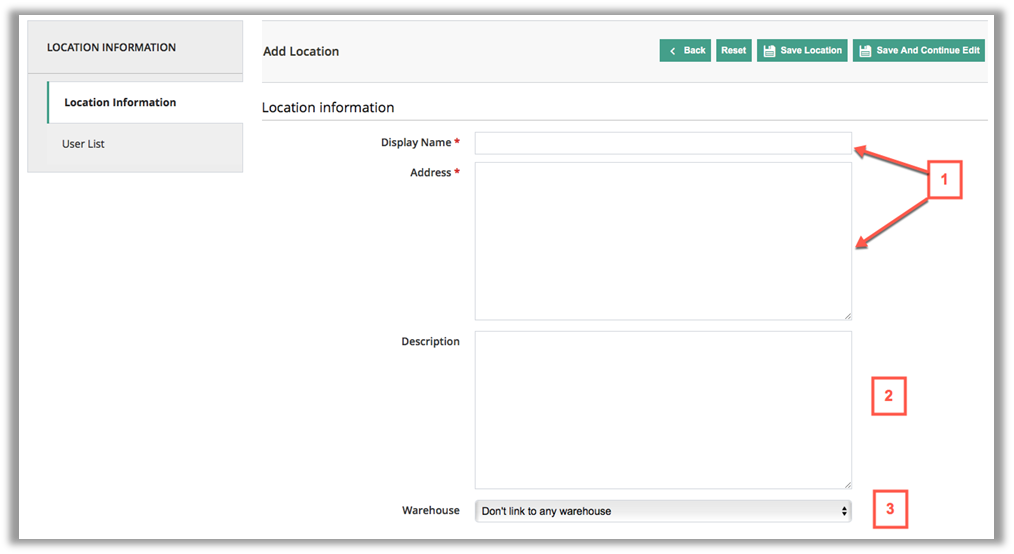 LOCATION INFORMATION
Location Information
User List
Add Location
Back Reset Save Location Save And Continue Edit
Location information
Display Name *
Address *
1
Description
2
Warehouse Don't link to any warehouse
3